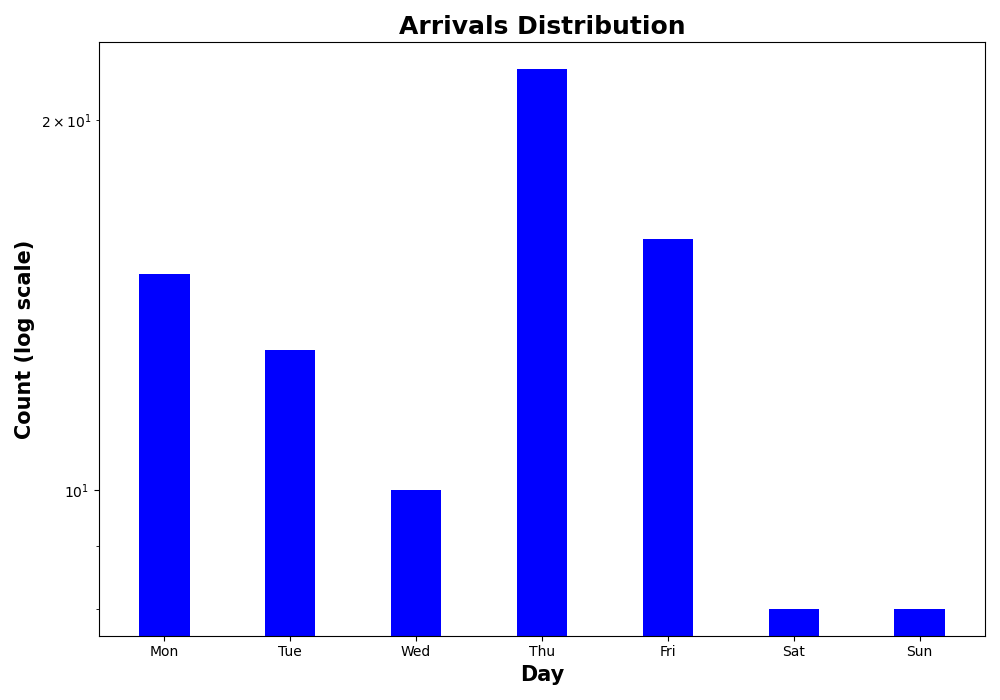 Arrivals Distribution
2 × 10¹
10¹
Count (log scale)
Mon Tue Wed Thu Fri Sat Sun
Day